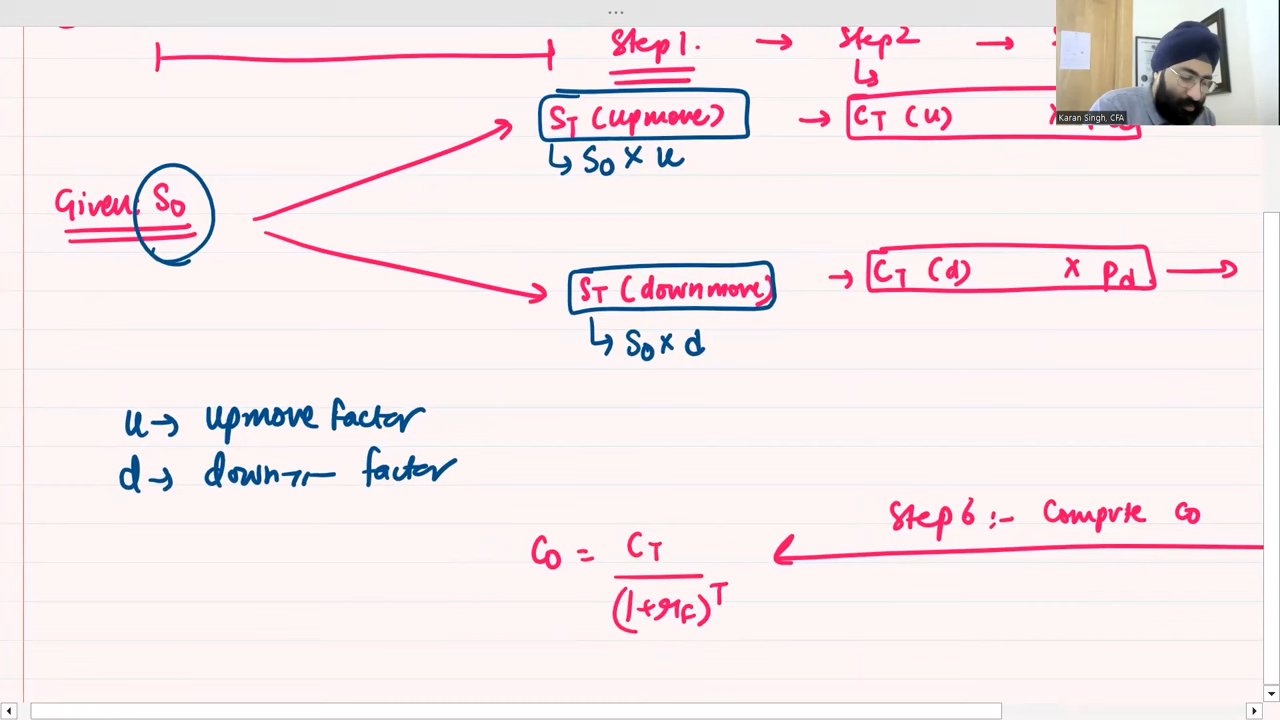 Step 1. → Step 2 →
↳
ST (upmove) → CT (u) ×
↳ S0 × u
Given S0
ST (downmove) → CT (d) × Pd →
↳ S0 × d
u → upmove factor
d → down factor
Step 6 :- Compute C0
C0 = CT / (1+rf)^T
Karan Singh, CFA